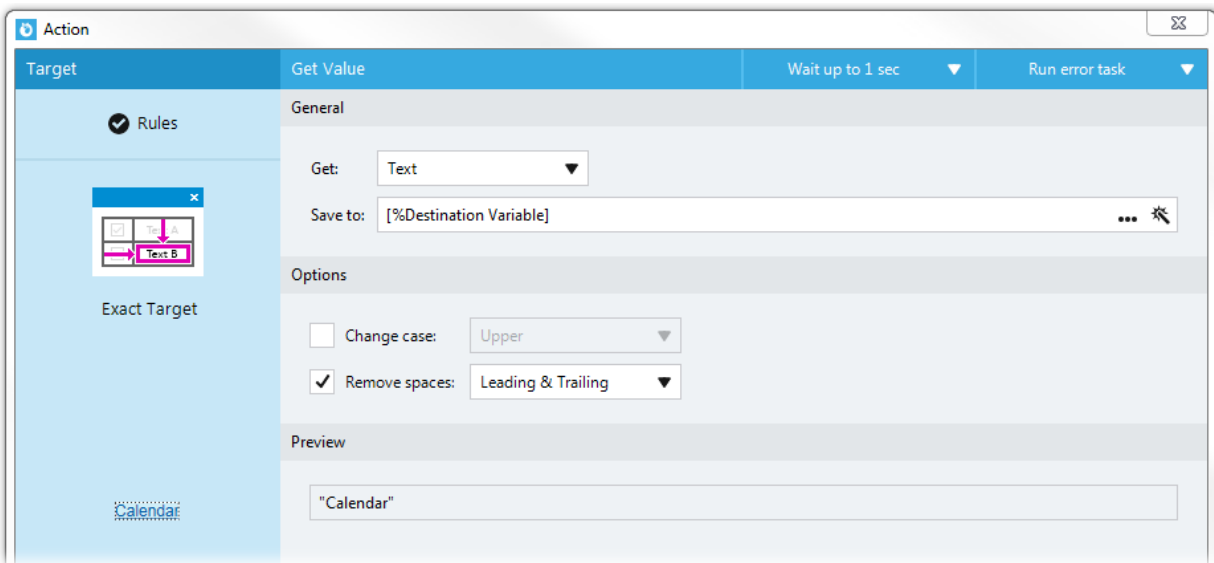 Action
Target
Get Value
Wait up to 1 sec
Run error task
Rules
General
Get: Text
Save to: [%Destination Variable]
Text A
Text B
Exact Target
Options
Change case: Upper
Remove spaces: Leading & Trailing
Preview
Calendar
"Calendar"